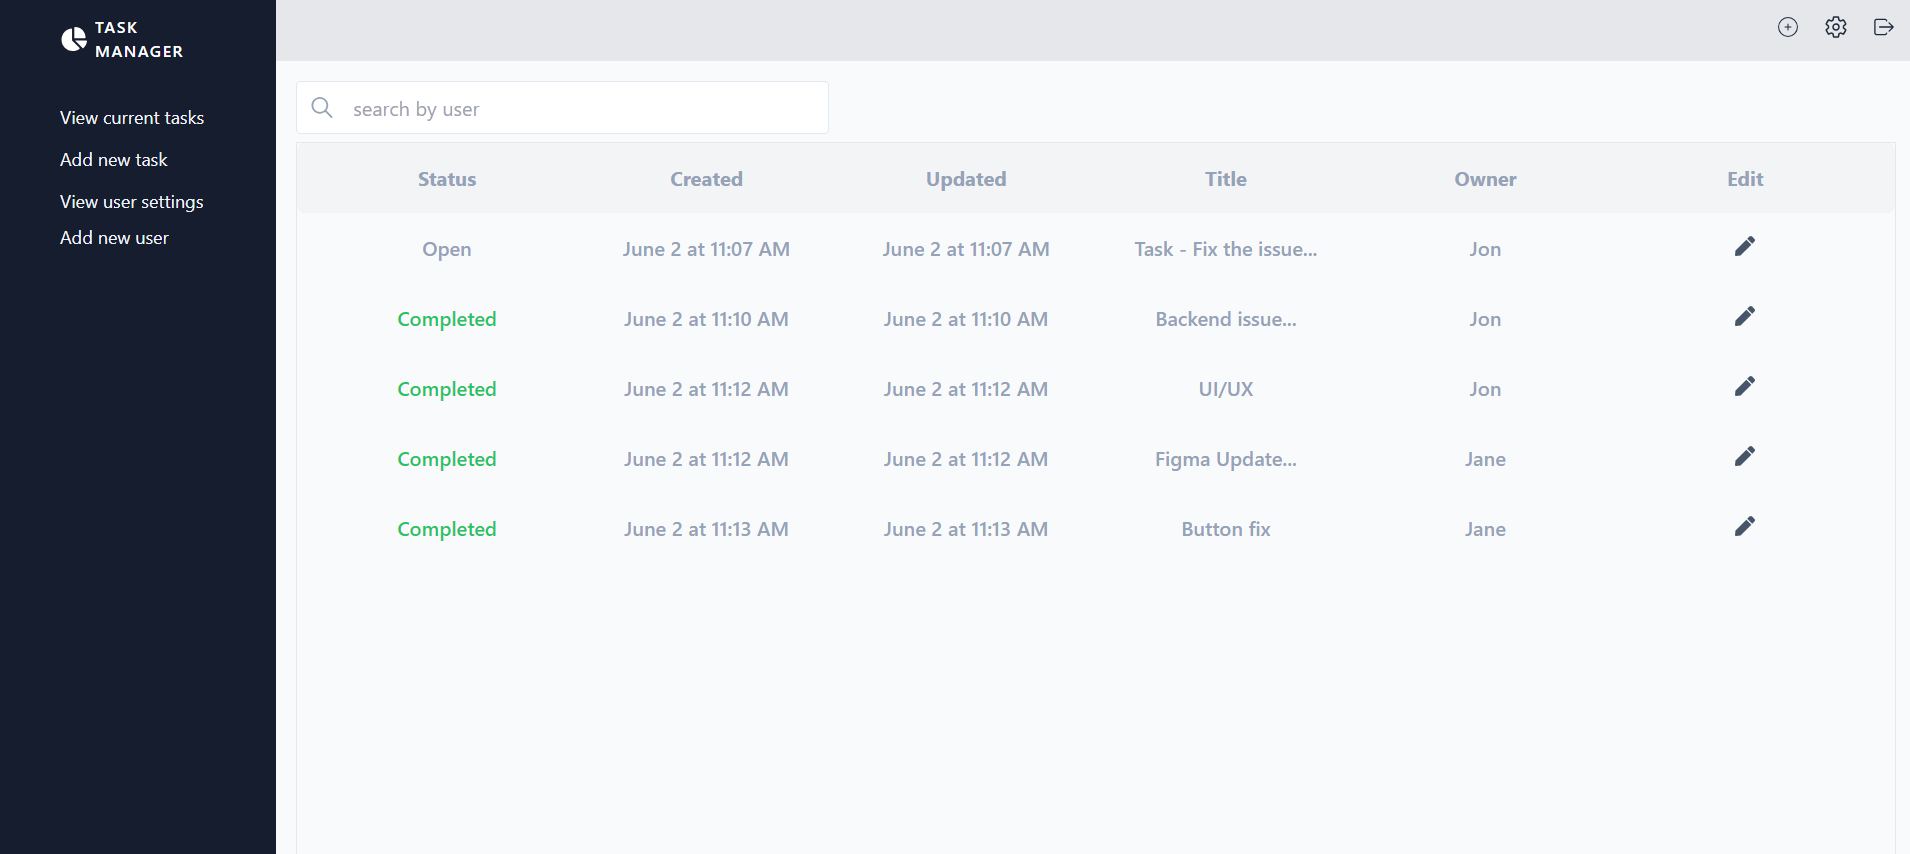 TASK
MANAGER
View current tasks
Add new task
View user settings
Add new user
search by user
Status Created Updated Title Owner Edit
Open June 2 at 11:07 AM June 2 at 11:07 AM Task - Fix the issue... Jon
Completed June 2 at 11:10 AM June 2 at 11:10 AM Backend issue... Jon
Completed June 2 at 11:12 AM June 2 at 11:12 AM UI/UX Jon
Completed June 2 at 11:12 AM June 2 at 11:12 AM Figma Update... Jane
Completed June 2 at 11:13 AM June 2 at 11:13 AM Button fix Jane